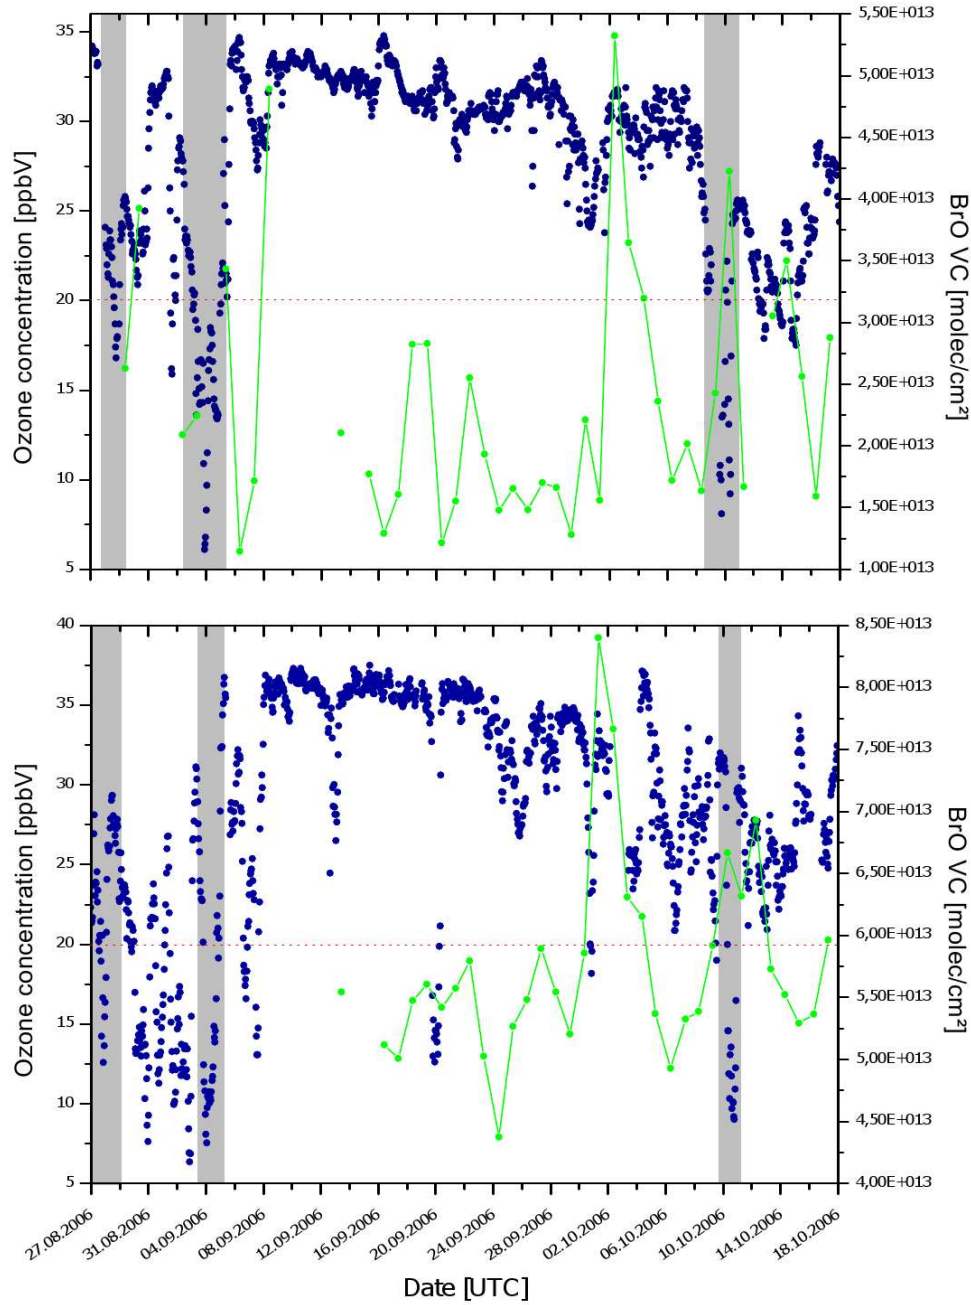 35
30
25
20
15
10
5
Ozone concentration [ppbV]
5,50E+013
5,00E+013
4,50E+013
4,00E+013
3,50E+013
3,00E+013
2,50E+013
2,00E+013
1,50E+013
1,00E+013
BrO VC [molec/cm²]
40
35
30
25
20
15
10
5
Ozone concentration [ppbV]
8,50E+013
8,00E+013
7,50E+013
7,00E+013
6,50E+013
6,00E+013
5,50E+013
5,00E+013
4,50E+013
4,00E+013
BrO VC [molec/cm²]
27.08.2006
31.08.2006
04.09.2006
08.09.2006
12.09.2006
16.09.2006
20.09.2006
24.09.2006
28.09.2006
02.10.2006
06.10.2006
10.10.2006
14.10.2006
18.10.2006
Date [UTC]